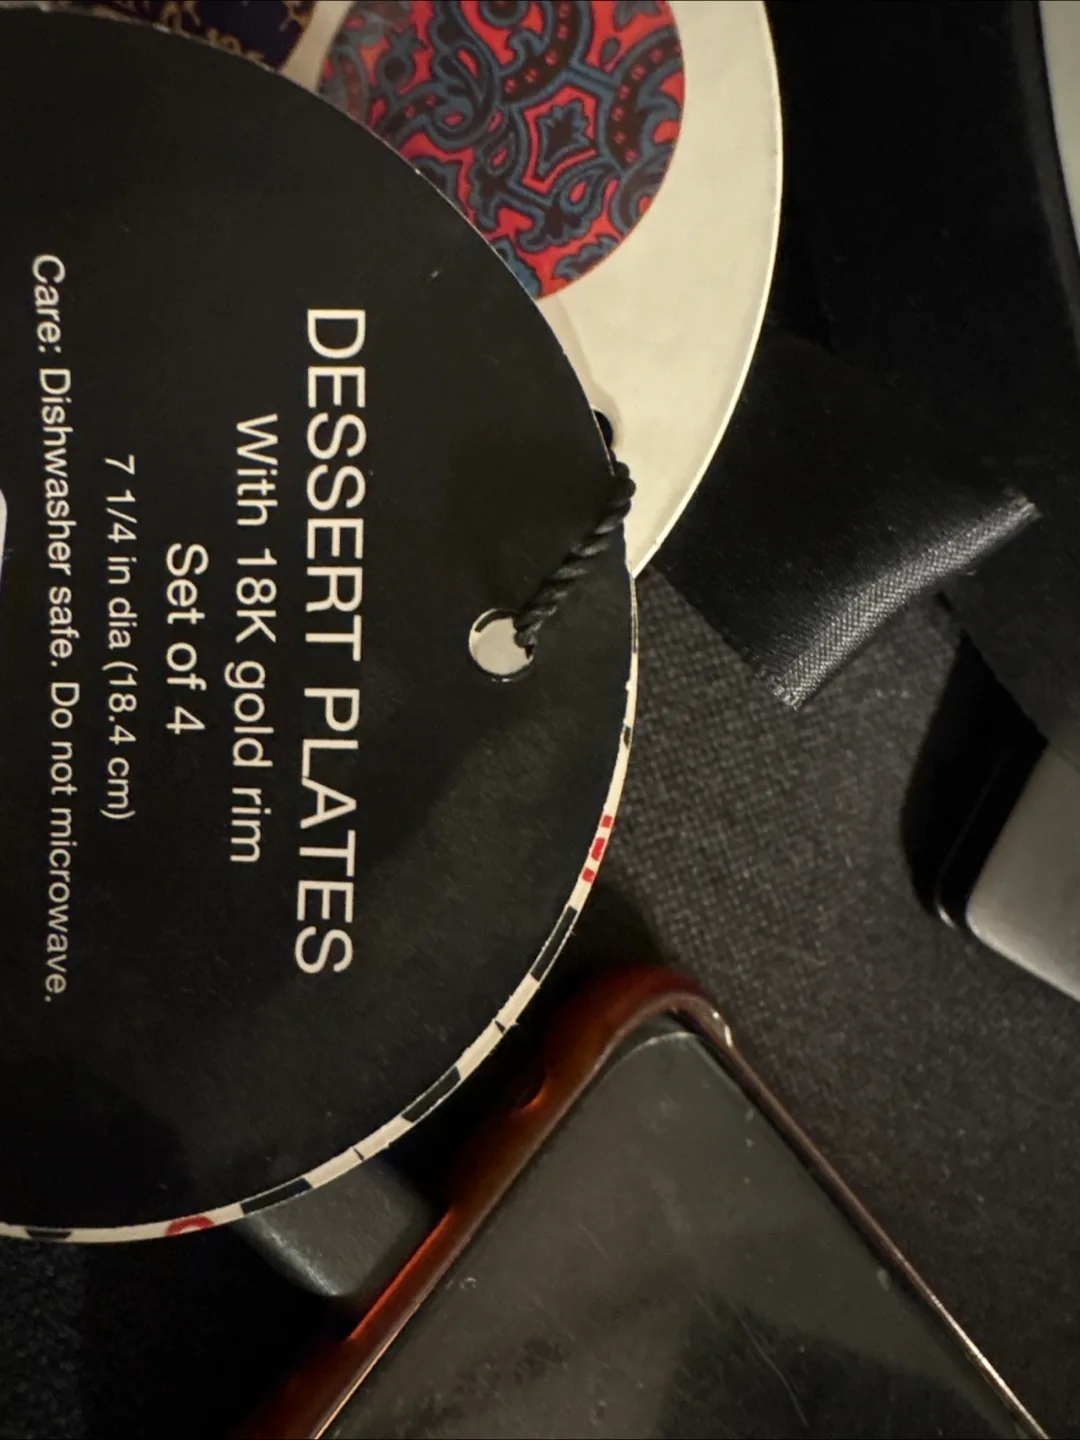 DESSERT PLATES
With 18K gold rim
Set of 4
7 1/4 in dia (18.4 cm)
Care: Dishwasher safe. Do not microwave.